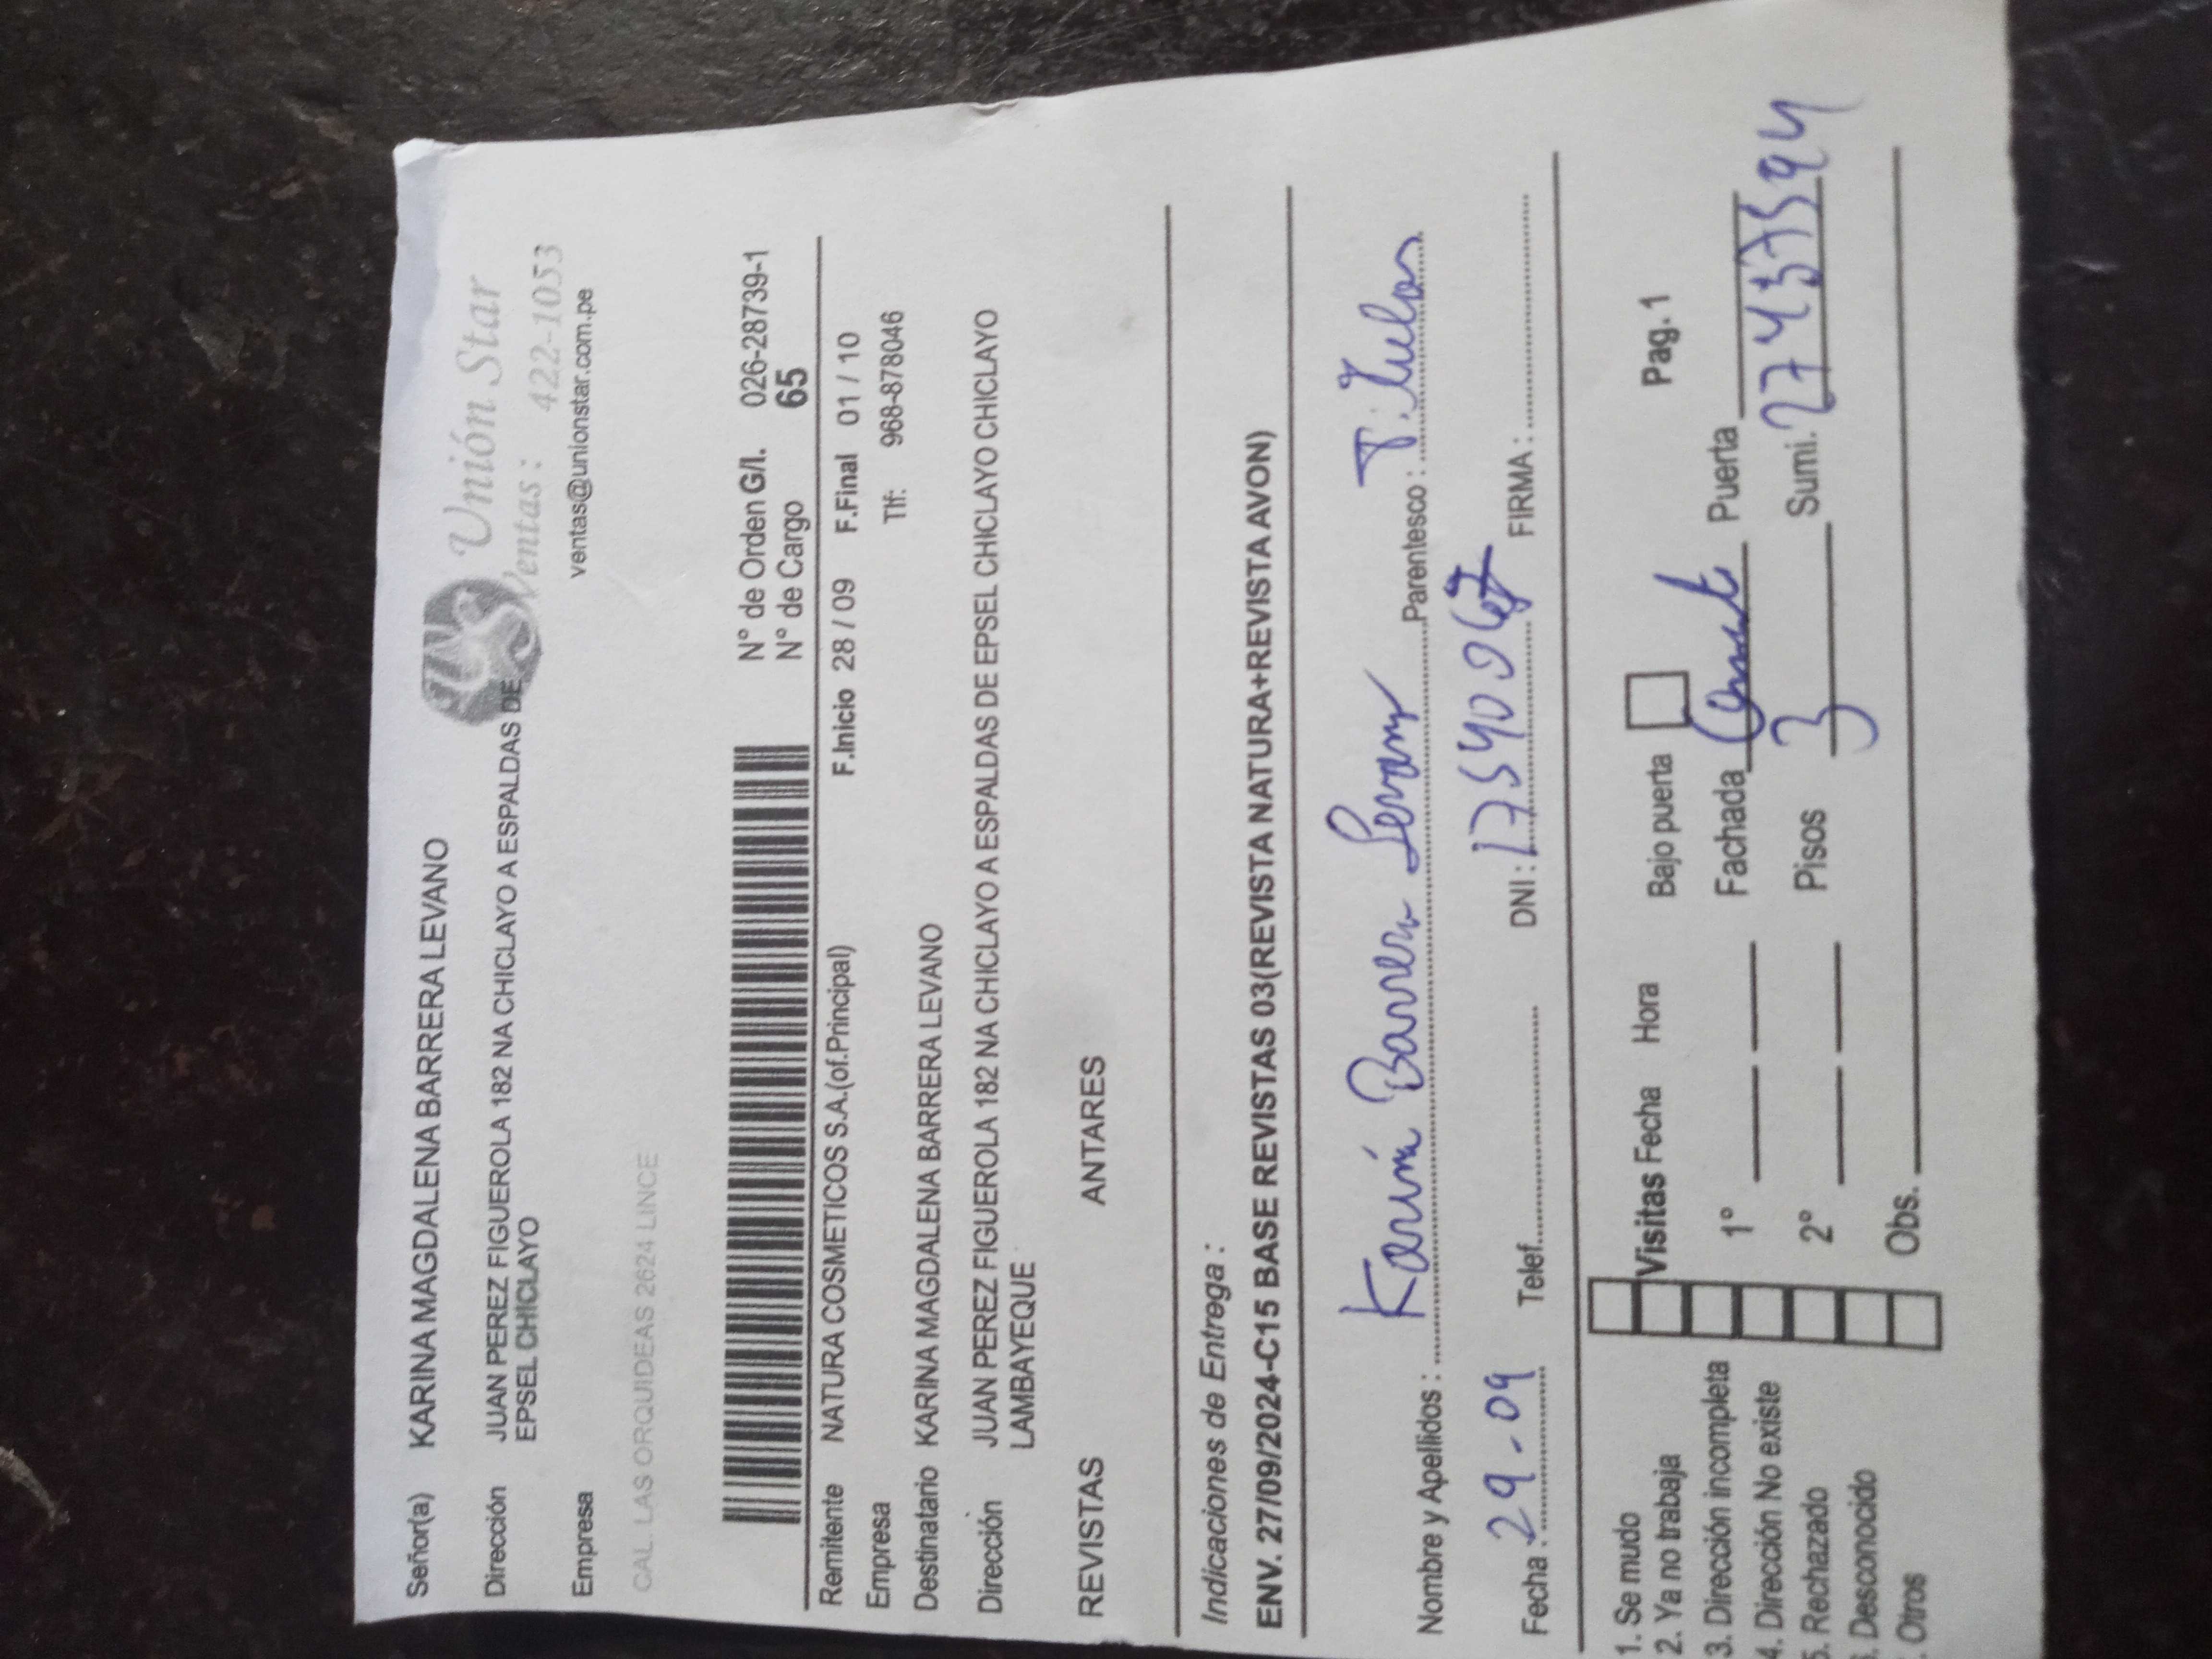 Señor(a) KARINA MAGDALENA BARRERA LEVANO
Unión Star
Dirección JUAN PEREZ FIGUEROLA 182 NA CHICLAYO A ESPALDAS DE
EPSEL CHICLAYO
Ventas : 422-1053
ventas@unionstar.com.pe
Empresa
CAL. LAS ORQUIDEAS 2624 LINCE
N° de Orden G/I. 026-28739-1
N° de Cargo 65
Remitente NATURA COSMETICOS S.A.(of.Principal) F.Inicio 28 / 09 F.Final 01 / 10
Empresa Tlf: 968-878046
Destinatario KARINA MAGDALENA BARRERA LEVANO
Dirección JUAN PEREZ FIGUEROLA 182 NA CHICLAYO A ESPALDAS DE EPSEL CHICLAYO CHICLAYO
LAMBAYEQUE
REVISTAS ANTARES
Indicaciones de Entrega :
ENV. 27/09/2024-C15 BASE REVISTAS 03(REVISTA NATURA+REVISTA AVON)
Nombre y Apellidos : Karina Barrera Parentesco :
Fecha : 29-09 Telef. DNI : FIRMA :
1. Se mudo
2. Ya no trabaja Visitas Fecha Hora Bajo puerta Pag. 1
3. Dirección incompleta 1° Fachada Puerta
4. Dirección No existe
5. Rechazado 2° Pisos 3 Sumi.
. Desconocido
. Otros Obs.